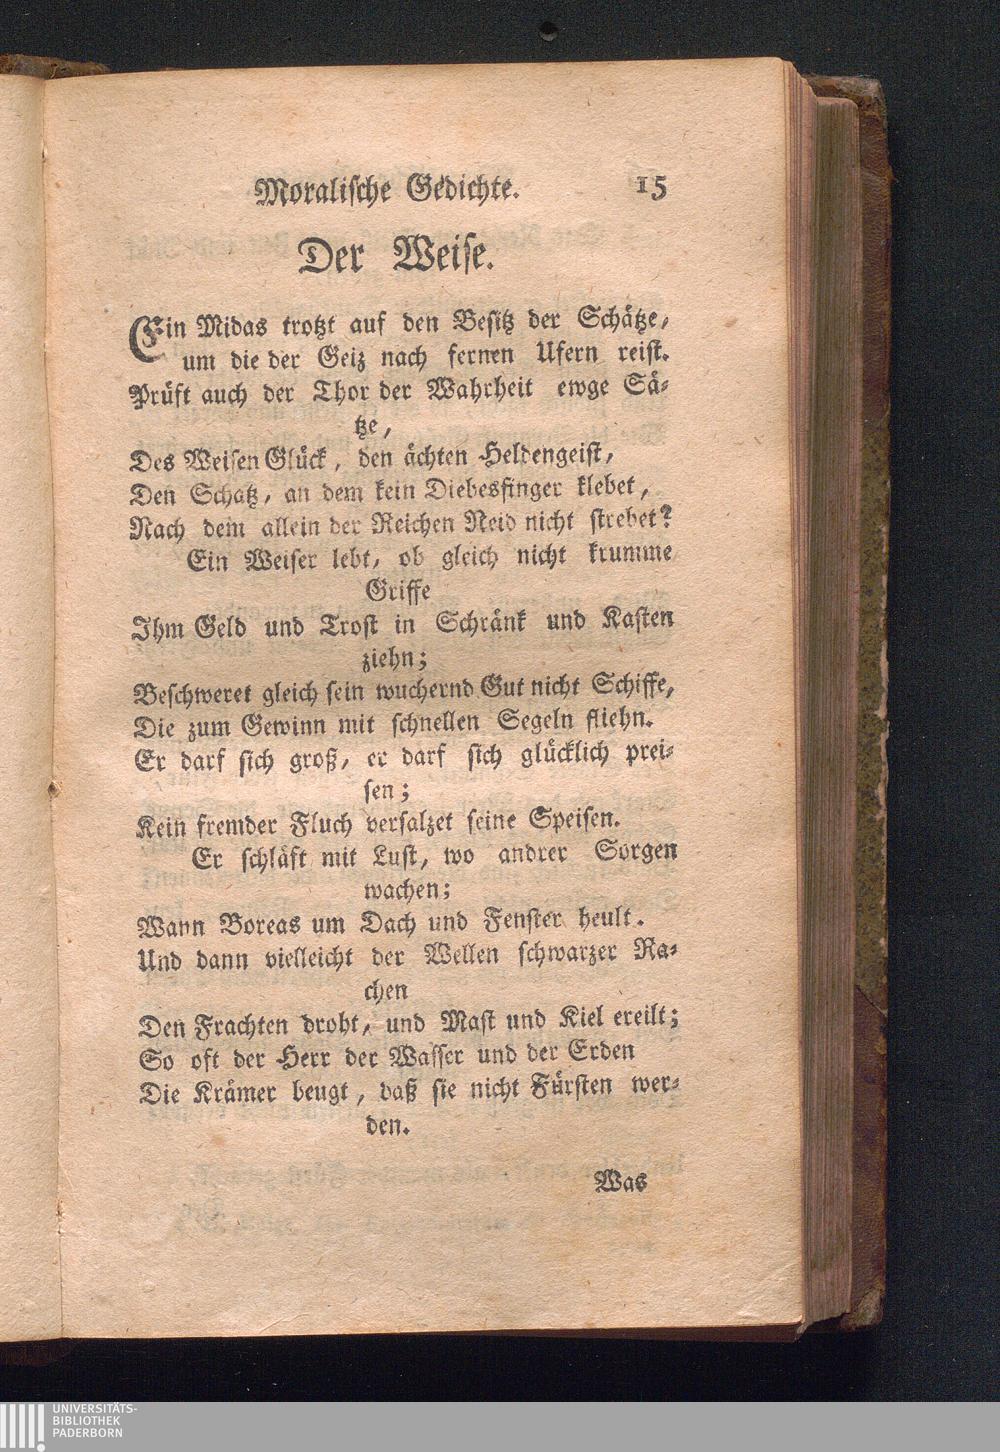 Moralische Gedichte. 15
Der Weise.
Ein Midas trotzt auf den Besitz der Schätze,
um die der Geiz nach fernen Ufern reist.
Prüft auch der Thor der Wahrheit ewge Sä-
tze,
Des Weisen Glück, den ächten Heldengeist,
Den Schatz, an dem kein Diebesfinger klebet,
Nach dem allein der Reichen Neid nicht strebet?
Ein Weiser lebt, ob gleich nicht krumme
Griffe
Ihm Geld und Trost in Schränk und Kasten
ziehn;
Beschweret gleich sein wuchernd Gut nicht Schiffe,
Die zum Gewinn mit schnellen Segeln fliehn.
Er darf sich groß, er darf sich glücklich prei-
sen;
Kein fremder Fluch versalzet seine Speisen.
Er schläft mit Lust, wo andrer Sorgen
wachen;
Wann Boreas um Dach und Fenster heult.
Und dann vielleicht der Wellen schwarzer Ra-
chen
Den Frachten droht, und Mast und Kiel ereilt;
So oft der Herr der Wasser und der Erden
Die Krämer beugt, daß sie nicht Fürsten wer-
den.
Was
UNIVERSITÄTS-
BIBLIOTHEK
PADERBORN